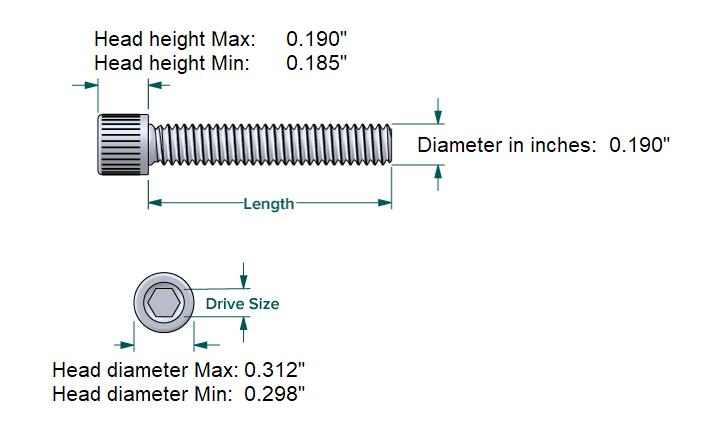 Head height Max: 0.190"
Head height Min: 0.185"
Diameter in inches: 0.190"
Length
Drive Size
Head diameter Max: 0.312"
Head diameter Min: 0.298"